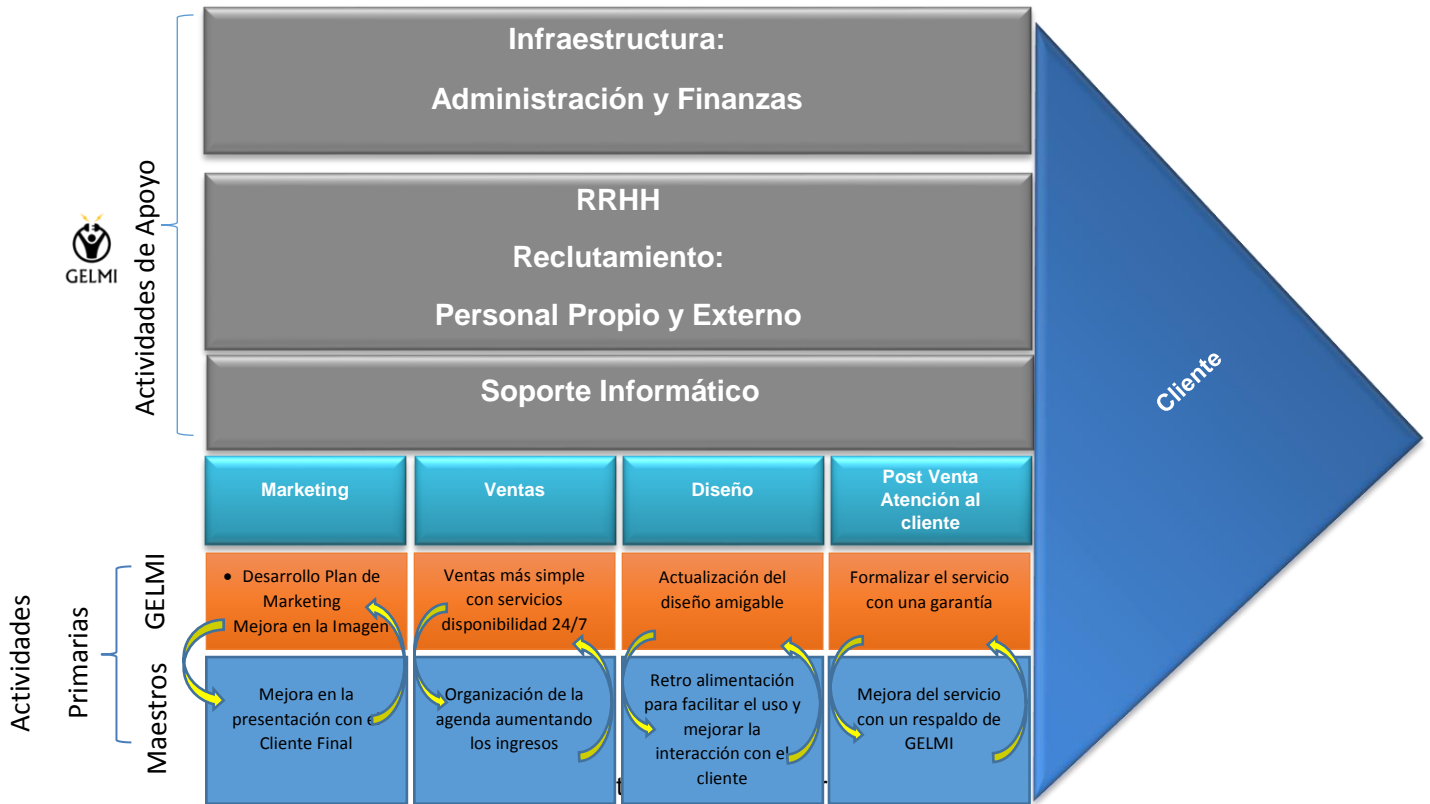 Infraestructura:
Administración y Finanzas
RRHH
Reclutamiento:
Personal Propio y Externo
Soporte Informático
Actividades de Apoyo
GELMI
Cliente
Marketing
Ventas
Diseño
Post Venta
Atención al
cliente
Actividades
Primarias
GELMI
• Desarrollo Plan de
Marketing
Mejora en la Imagen
Ventas más simple
con servicios
disponibilidad 24/7
Actualización del
diseño amigable
Formalizar el servicio
con una garantía
Maestros
Mejora en la
presentación con
Cliente Final
Organización de la
agenda aumentando
los ingresos
Retro alimentación
para facilitar el uso y
mejorar la
interacción con el
cliente
Mejora del servicio
con un respaldo de
GELMI